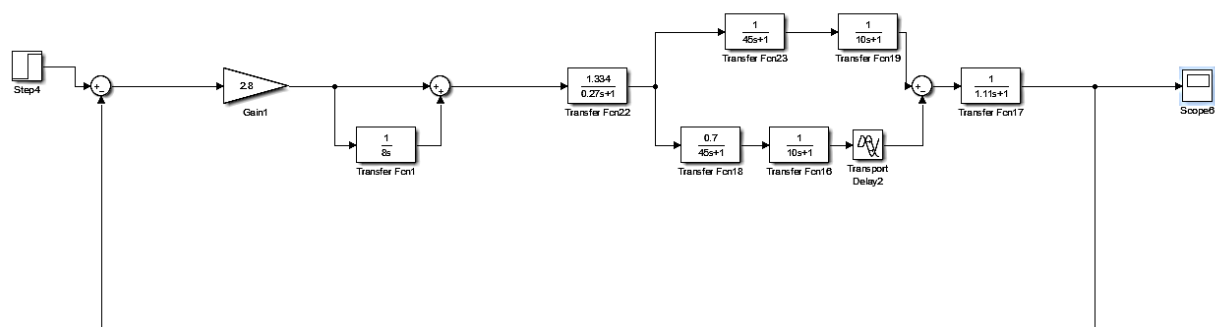 Step4
+
−
2.8
Gain1
1
8s
Transfer Fcn1
+
+
1.334
0.27s+1
Transfer Fcn22
1
45s+1
Transfer Fcn23
1
10s+1
Transfer Fcn19
0.7
45s+1
Transfer Fcn18
1
10s+1
Transfer Fcn16
Transport
Delay2
+
−
1
1.11s+1
Transfer Fcn17
Scope6